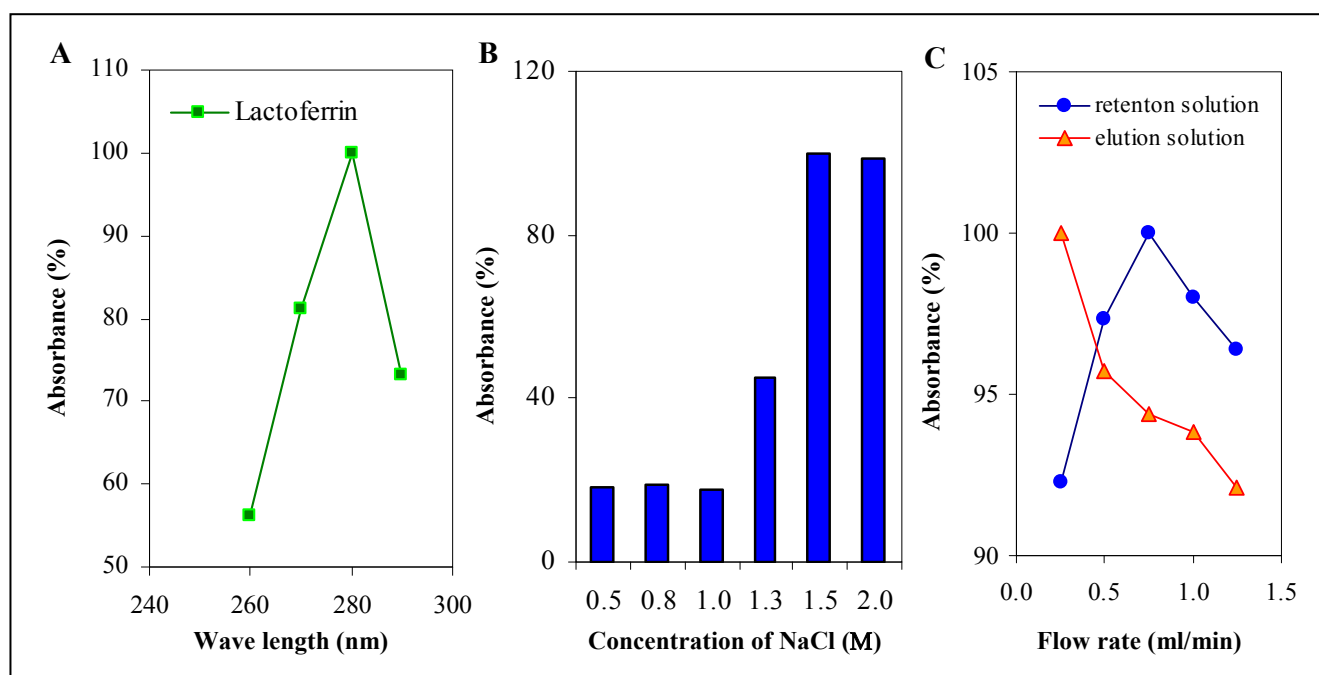 A
Absorbance (%)
110
100
90
80
70
60
50
Lactoferrin
240
260
280
300
Wave length (nm)
B
Absorbance (%)
120
80
40
0
0.5
0.8
1.0
1.3
1.5
2.0
Concentration of NaCl (M)
C
Absorbance (%)
105
100
95
90
retenton solution
elution solution
0.0
0.5
1.0
1.5
Flow rate (ml/min)